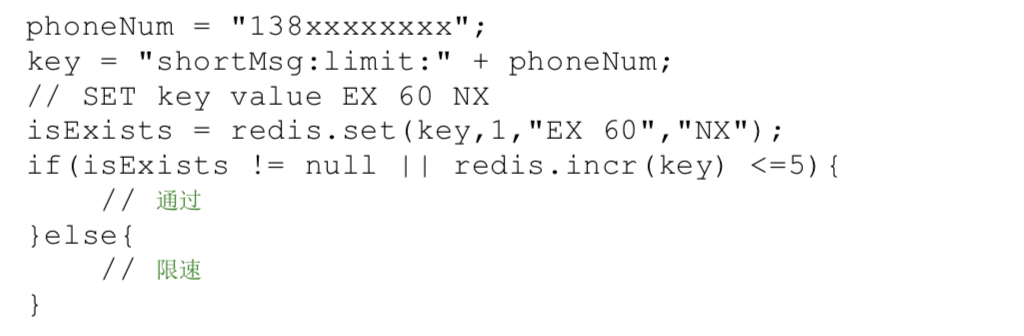 phoneNum = "138xxxxxxxx";
key = "shortMsg:limit:" + phoneNum;
// SET key value EX 60 NX
isExists = redis.set(key,1,"EX 60","NX");
if(isExists != null || redis.incr(key) <=5){
    // 通过
}else{
    // 限速
}